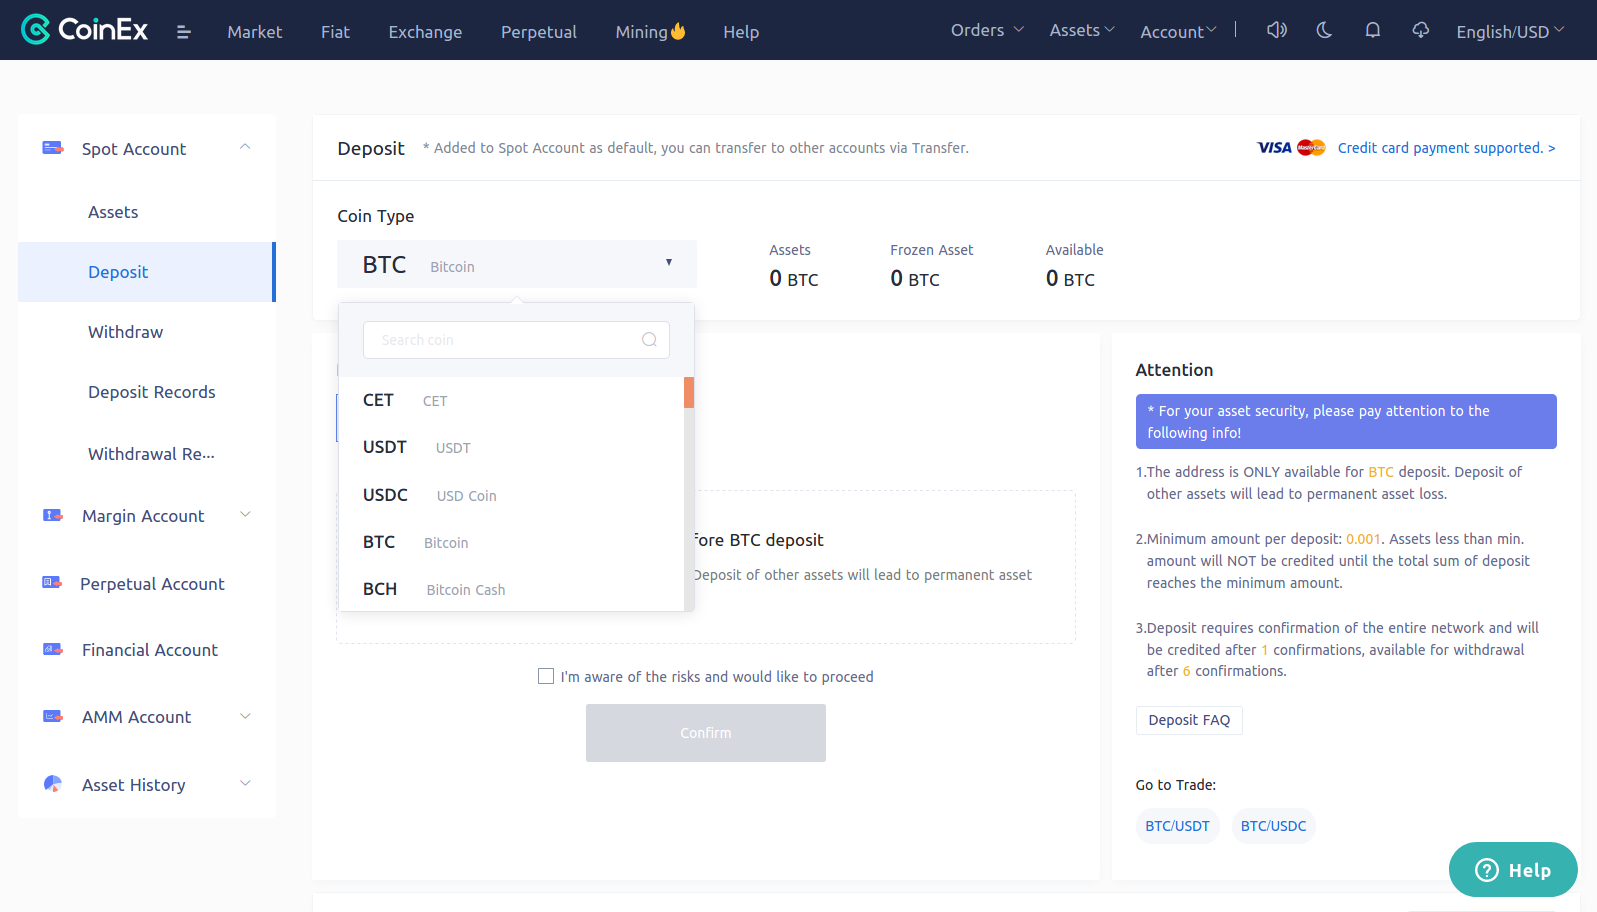 CoinEx
Market
Fiat
Exchange
Perpetual
Mining
Help
Orders
Assets
Account
English/USD
Spot Account
Assets
Deposit
Withdraw
Deposit Records
Withdrawal Re...
Margin Account
Perpetual Account
Financial Account
AMM Account
Asset History
Deposit
* Added to Spot Account as default, you can transfer to other accounts via Transfer.
VISA MasterCard Credit card payment supported. >
Coin Type
BTC Bitcoin
Assets
0 BTC
Frozen Asset
0 BTC
Available
0 BTC
Search coin
CET CET
USDT USDT
USDC USD Coin
BTC Bitcoin
BCH Bitcoin Cash
fore BTC deposit
Deposit of other assets will lead to permanent asset
I'm aware of the risks and would like to proceed
Confirm
Attention
* For your asset security, please pay attention to the
following info!
1.The address is ONLY available for BTC deposit. Deposit of
other assets will lead to permanent asset loss.
2.Minimum amount per deposit: 0.001. Assets less than min.
amount will NOT be credited until the total sum of deposit
reaches the minimum amount.
3.Deposit requires confirmation of the entire network and will
be credited after 1 confirmations, available for withdrawal
after 6 confirmations.
Deposit FAQ
Go to Trade:
BTC/USDT BTC/USDC
Help